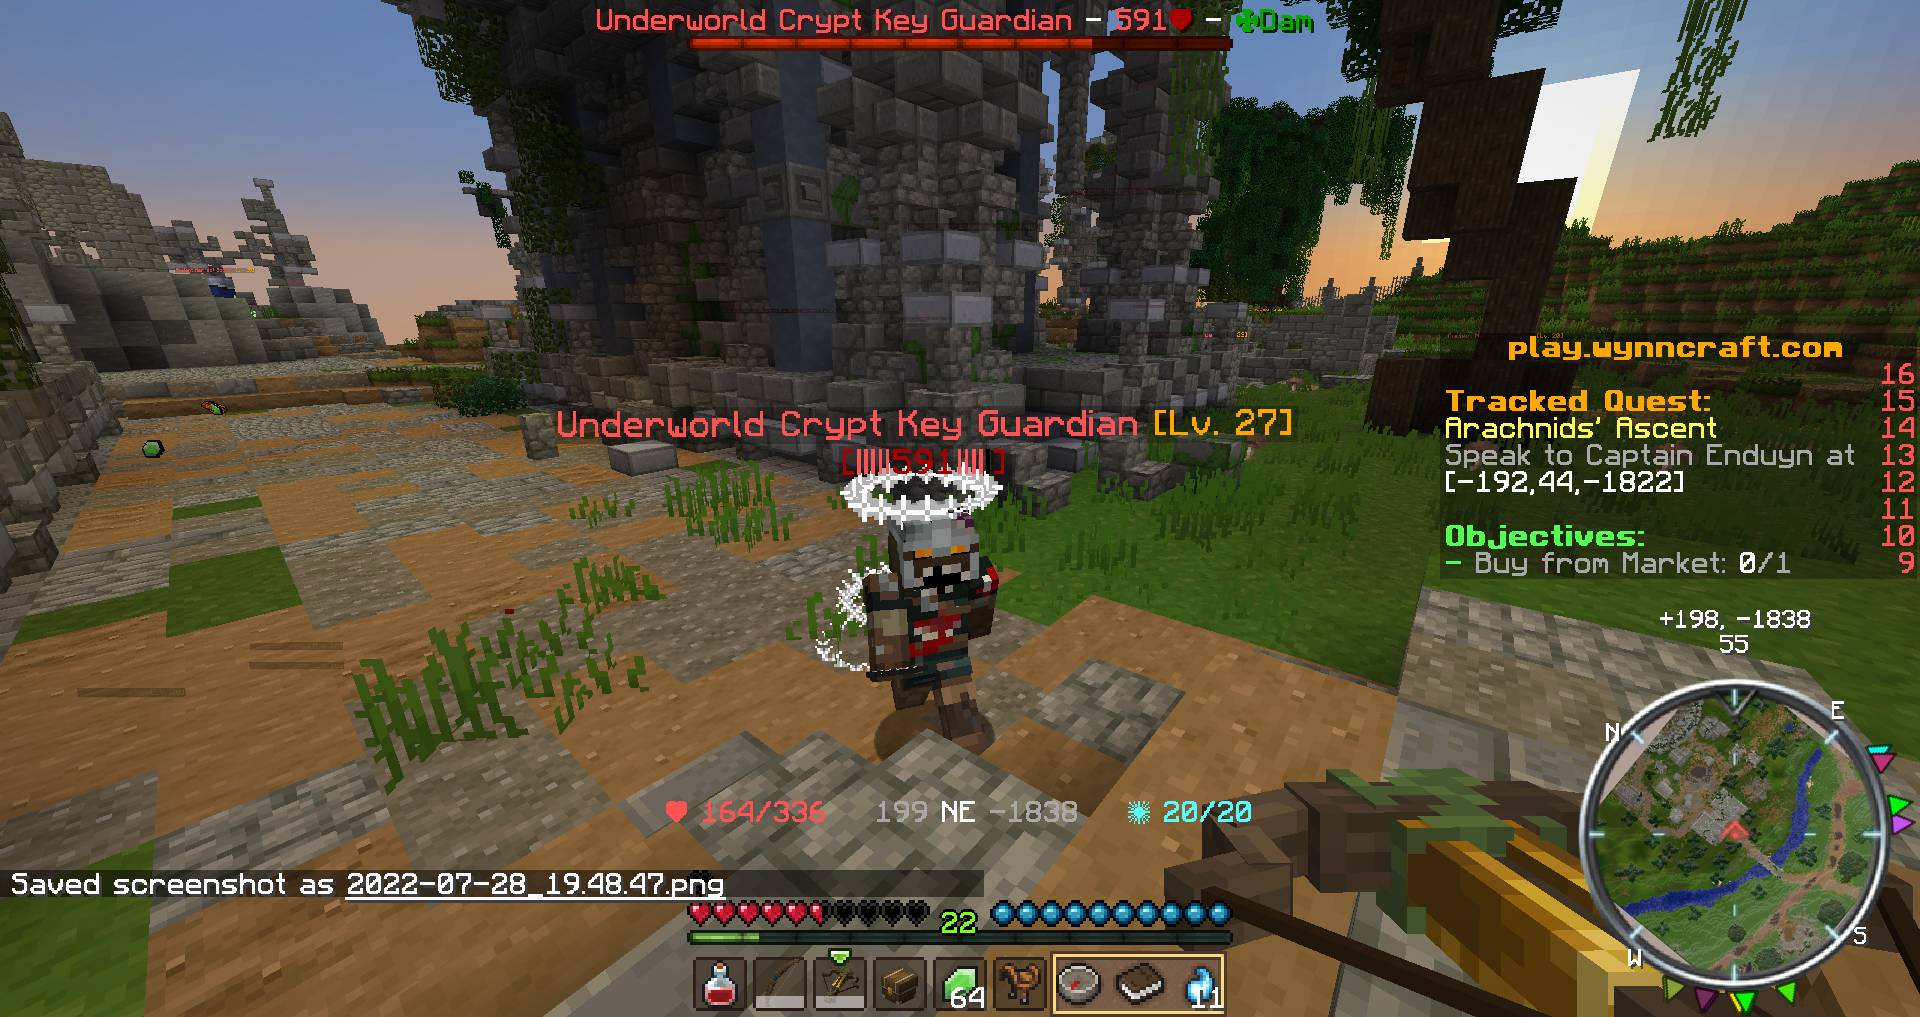 Underworld Crypt Key Guardian - 591 - Dam
play.wynncraft.com
16
Tracked Quest: 15
Arachnids' Ascent 14
Speak to Captain Enduyn at 13
[-192,44,-1822] 12
11
Objectives: 10
- Buy from Market: 0/1 9
Underworld Crypt Key Guardian [Lv. 27]
[|||||591|||||]
+198, -1838
55
N
E
S
W
164/336 199 NE -1838 20/20
Saved screenshot as 2022-07-28_19.48.47.png
22
64
11